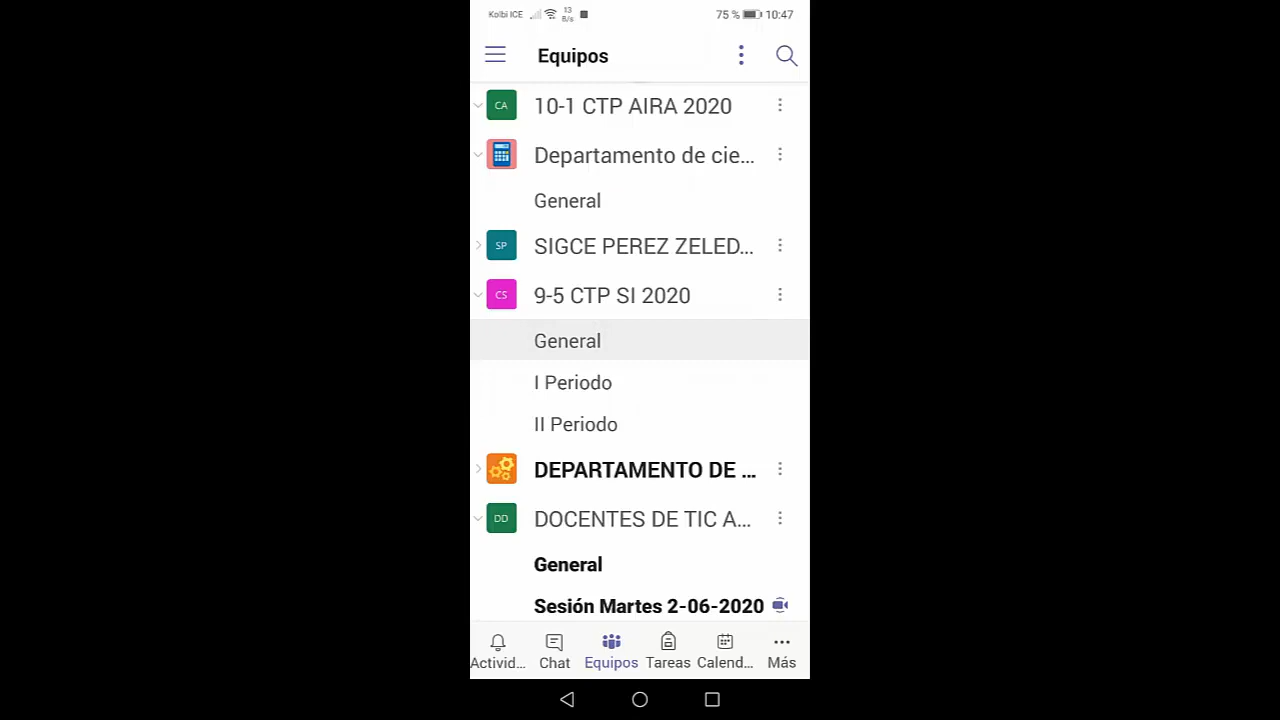 Kolbi ICE 13 B/s 75 % 10:47
Equipos
CA 10-1 CTP AIRA 2020
Departamento de cie...
General
SP SIGCE PEREZ ZELED...
CS 9-5 CTP SI 2020
General
I Periodo
II Periodo
DEPARTAMENTO DE ...
DD DOCENTES DE TIC A...
General
Sesión Martes 2-06-2020
Activid... Chat Equipos Tareas Calend... Más